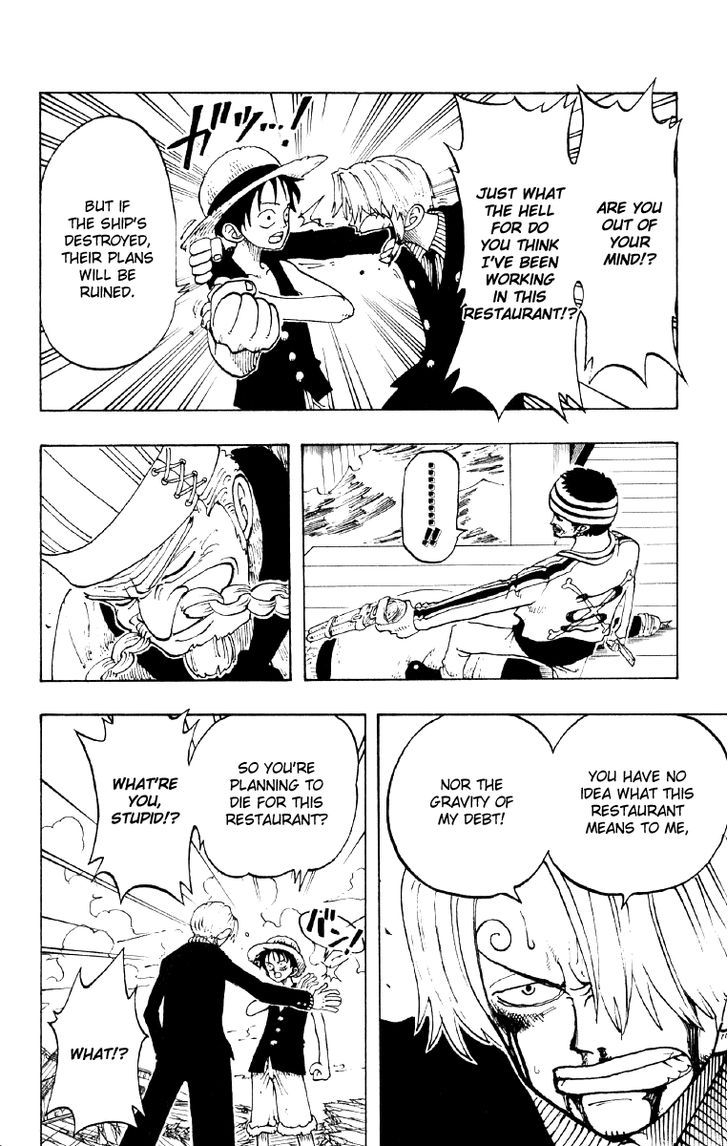 ARE YOU
OUT OF
YOUR
MIND!?
JUST WHAT
THE HELL
FOR DO
YOU THINK
I'VE BEEN
WORKING
IN THIS
RESTAURANT!?
ガッ…!
BUT IF
THE SHIP'S
DESTROYED,
THEIR PLANS
WILL BE
RUINED.
.........!!
YOU HAVE NO
IDEA WHAT THIS
RESTAURANT
MEANS TO ME,
NOR THE
GRAVITY OF
MY DEBT!
SO YOU'RE
PLANNING TO
DIE FOR THIS
RESTAURANT?
WHAT'RE
YOU,
STUPID!?
バン!
WHAT!?